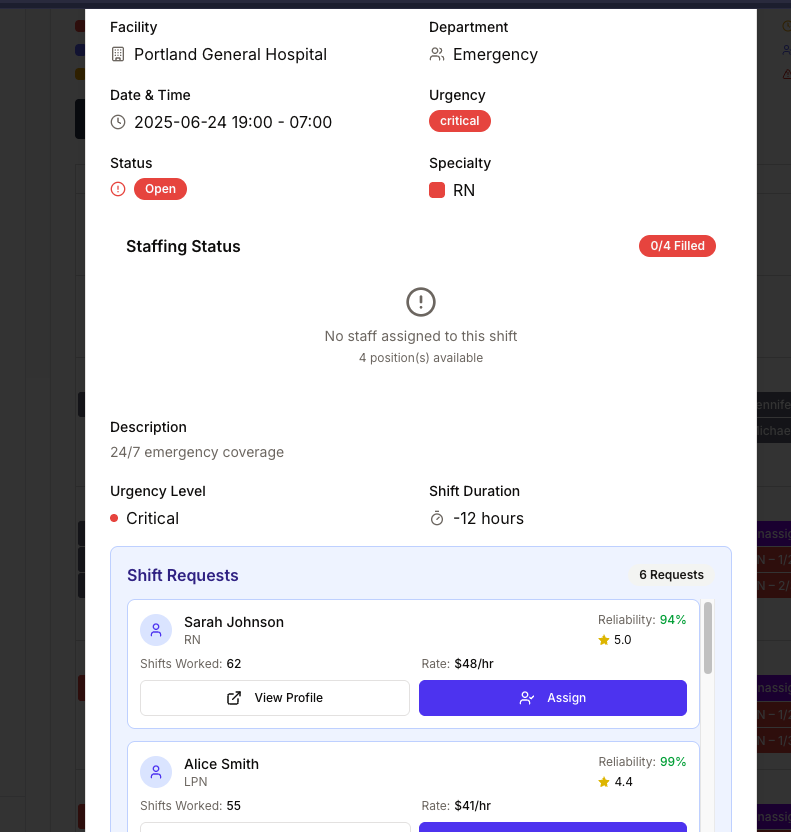 Facility
Department
Portland General Hospital
Emergency
Date & Time
Urgency
2025-06-24 19:00 - 07:00
critical
Status
Specialty
Open
RN
Staffing Status
0/4 Filled
No staff assigned to this shift
4 position(s) available
Description
24/7 emergency coverage
Urgency Level
Shift Duration
Critical
-12 hours
Shift Requests
6 Requests
Sarah Johnson
Reliability: 94%
RN
5.0
Shifts Worked: 62
Rate: $48/hr
View Profile
Assign
Alice Smith
Reliability: 99%
LPN
4.4
Shifts Worked: 55
Rate: $41/hr